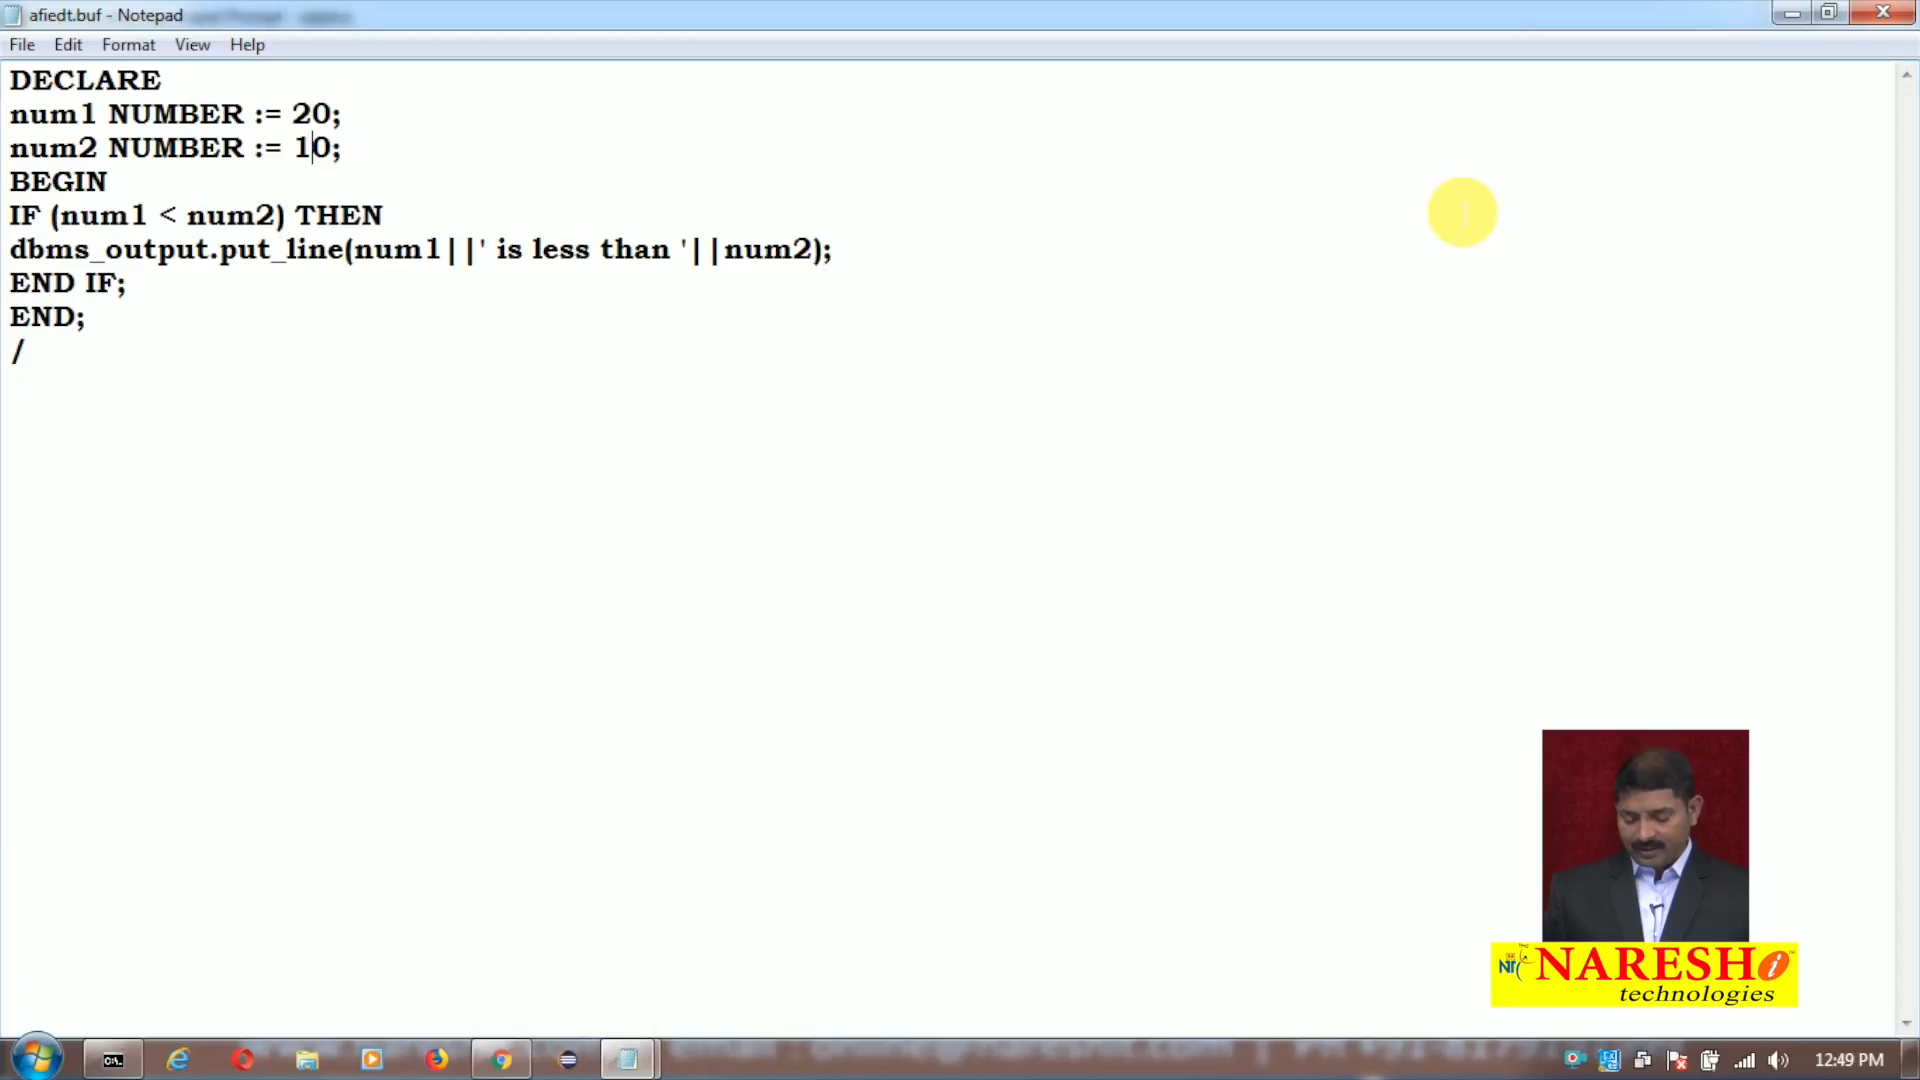 afiedt.buf - Notepad
File Edit Format View Help
DECLARE
num1 NUMBER := 20;
num2 NUMBER := 10;
BEGIN
IF (num1 < num2) THEN
dbms_output.put_line(num1||' is less than '||num2);
END IF;
END;
/
NARESH i
technologies
12:49 PM